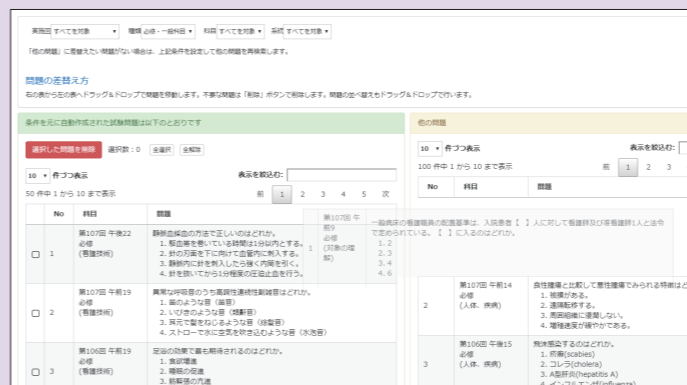 実施回 すべてを対象 種類 必修・一般科目 科目 すべてを対象 系統 すべてを対象
「他の問題」に差替えたい問題がない場合は、上記条件を設定して他の問題を再検索します。
問題の差替え方
右の表から左の表へドラッグ＆ドロップで問題を移動します。不要な問題は「削除」ボタンで削除します。問題の並べ替えもドラッグ＆ドロップで行います。
条件を元に自動作成された試験問題は以下のとおりです
選択した問題を削除 選択数：0 全選択 全解除
10 件づつ表示 表示を絞込む:
50 件中 1 から 10 まで表示 前 1 2 3 4 5 次
No 科目 問題
1 第107回 午後22
必修
(看護技術)
静脈血採血の方法で正しいのはどれか。
1. 駆血帯を巻いている時間は1分以内とする。
2. 針の刃面を下に向けて血管内に刺入する。
3. 静脈内に針を刺入したら強く内筒を引く。
4. 針を抜いてから1分程度の圧迫止血を行う。
2 第107回 午前19
必修
(看護技術)
異常な呼吸音のうち高調性連続性副雑音はどれか。
1. 笛のような音（笛音）
2. いびきのような音（類鼾音）
3. 耳元で髪をねじるような音（捻髪音）
4. ストローで水に空気を吹き込むような音（水泡音）
3 第106回 午前19
必修
(看護技術)
足浴の効果で最も期待されるのはどれか。
1. 食欲増進
2. 睡眠の促進
3. 筋緊張の亢進
1 第107回 午
前9
必修
(対象の理
解)
一般病床の看護職員の配置基準は、入院患者【 】人に対して看護師及び准看護師1人と法令
で定められている。【 】に入るのはどれか。
1. 2
2. 3
3. 4
4. 6
他の問題
10 件づつ表示 表示を絞込む:
100 件中 1 から 10 まで表示 前 1 2 3
No 科目 問題
2 第107回 午前14
必修
(人体、疾病)
良性腫瘍と比較して悪性腫瘍でみられる特徴はど
1. 被膜がある。
2. 遠隔転移する。
3. 周囲組織に浸潤しない。
4. 増殖速度が緩やかである。
3 第106回 午後15
必修
(人体、疾病)
飛沫感染するのはどれか。
1. 疥癬(scabies)
2. コレラ(cholera)
3. A型肝炎(hepatitis A)
4. インフルエンザ(influenza)